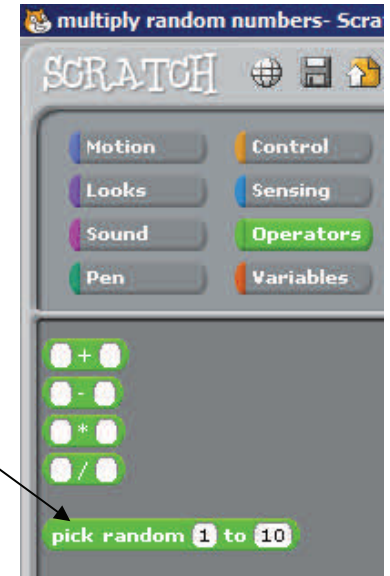 multiply random numbers- Scra
SCRATCH
Motion Control
Looks Sensing
Sound Operators
Pen Variables
+
-
*
/
pick random 1 to 10